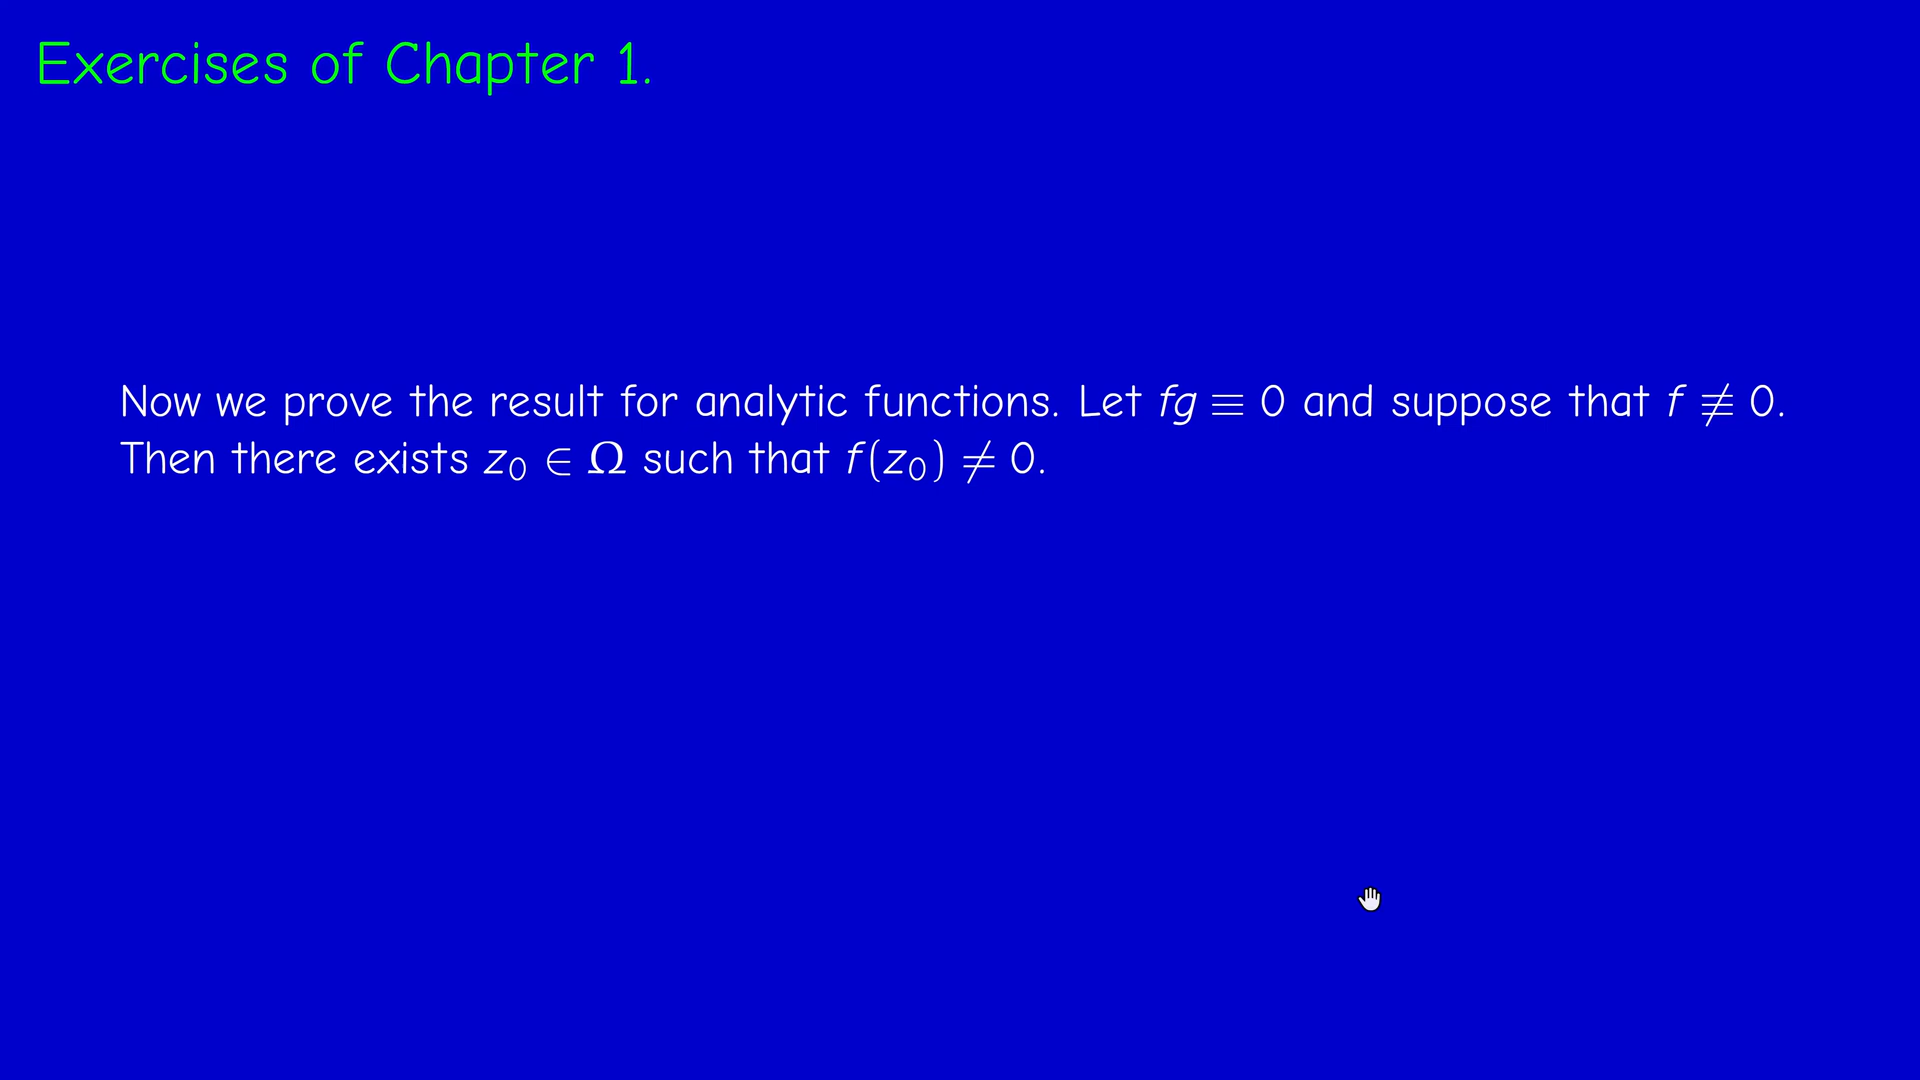 Exercises of Chapter 1.
Now we prove the result for analytic functions. Let fg ≡ 0 and suppose that f ≢ 0.
Then there exists z₀ ∈ Ω such that f(z₀) ≠ 0.